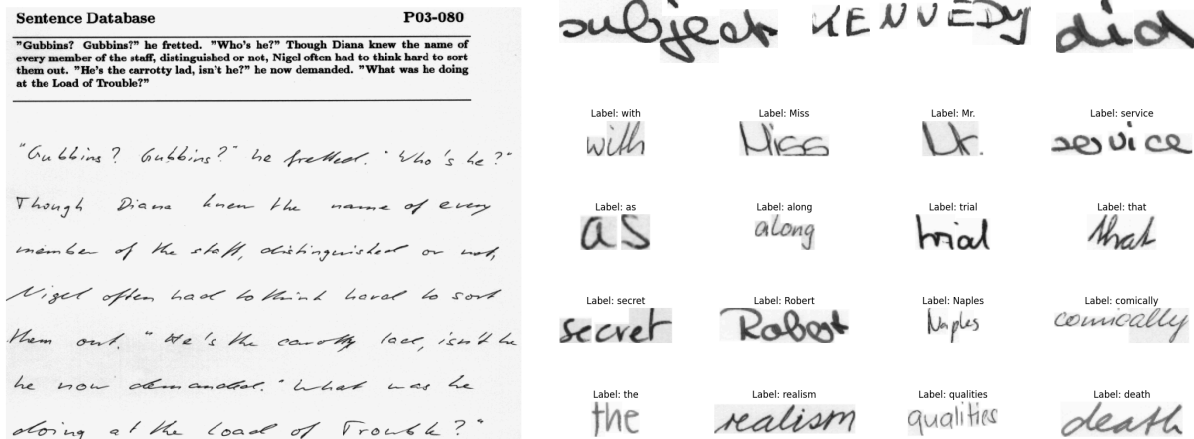 Sentence Database P03-080
"Gubbins? Gubbins?" he fretted. "Who's he?" Though Diana knew the name of
every member of the staff, distinguished or not, Nigel often had to think hard to sort
them out. "He's the carrotty lad, isn't he?" he now demanded. "What was he doing
at the Load of Trouble?"
"Gubbins? Gubbins?" he fretted. "Who's he?"
Though Diana knew the name of every
member of the staff, distinguished or not,
Nigel often had to think hard to sort
them out. "He's the carotty lad, isn't he
he now demanded. "What was he
doing at the Load of Trouble?"
subject KENNEDY did
Label: with Label: Miss Label: Mr. Label: service
with Miss Mr. service
Label: as Label: along Label: trial Label: that
as along trial that
Label: secret Label: Robert Label: Naples Label: comically
secret Robert Naples comically
Label: the Label: realism Label: qualities Label: death
the realism qualities death